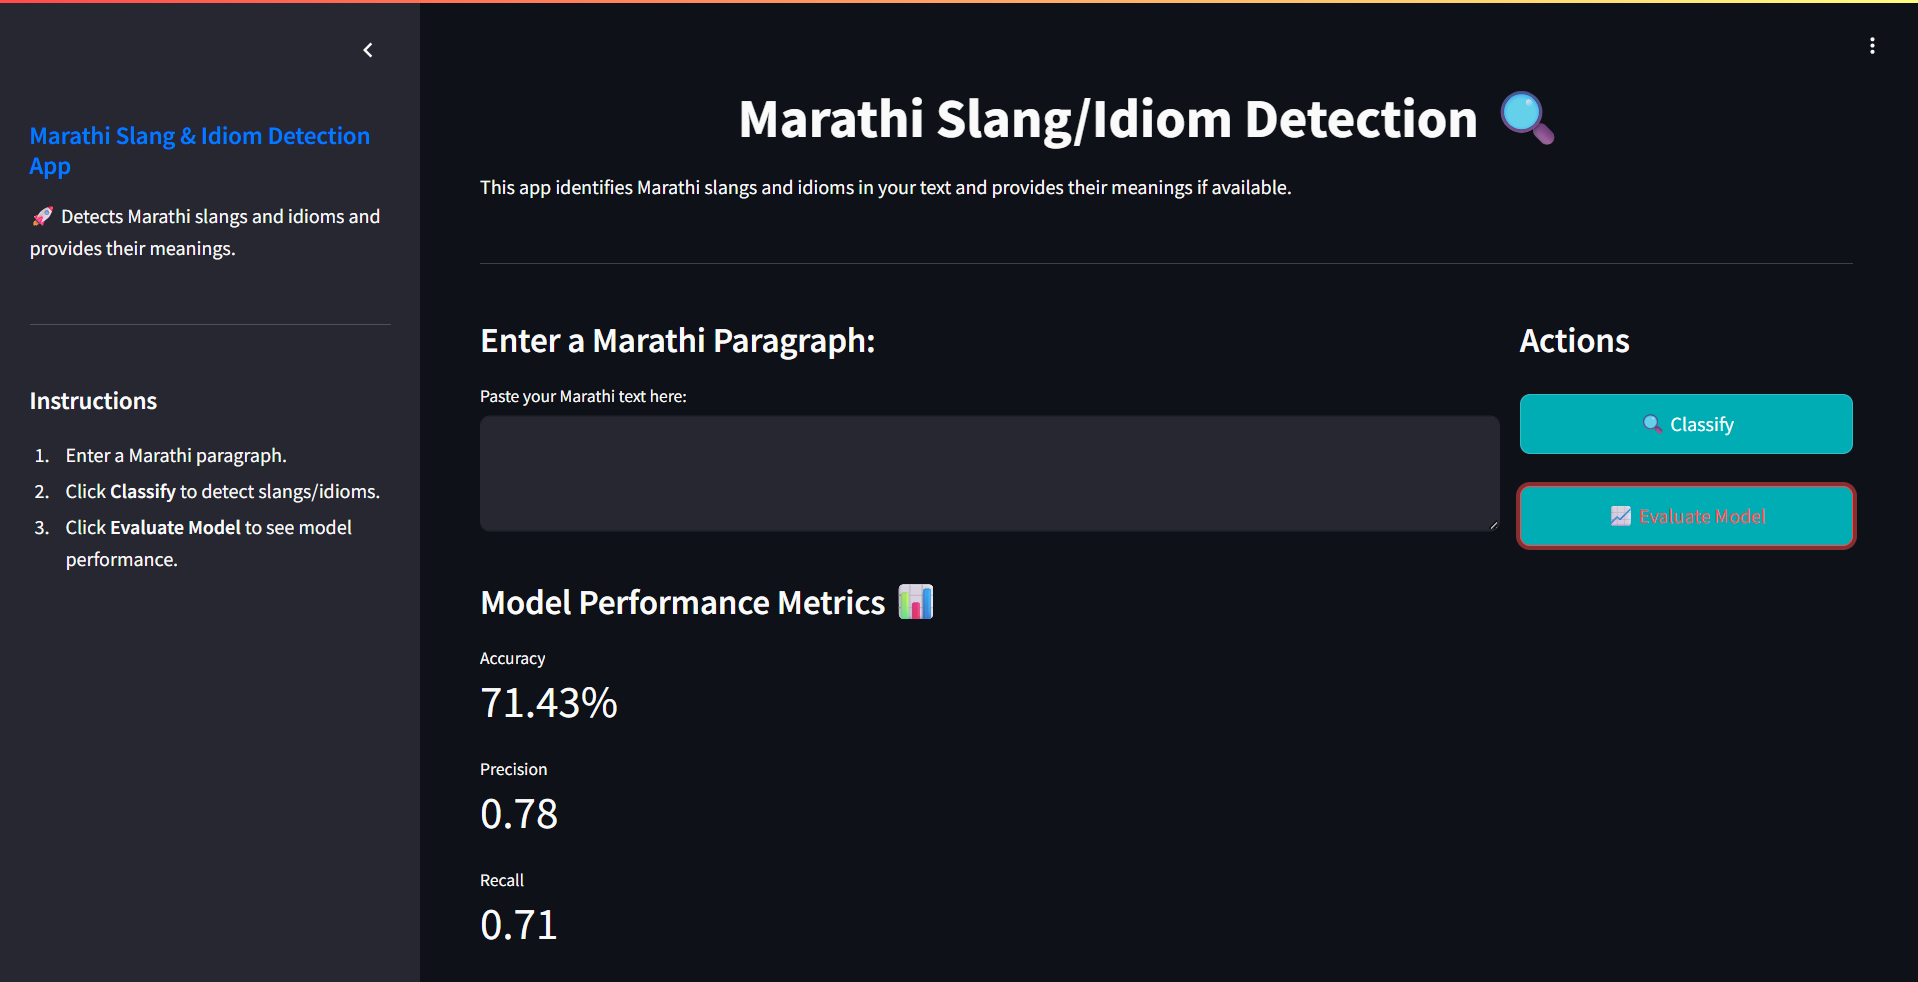 Marathi Slang & Idiom Detection
App
🚀 Detects Marathi slangs and idioms and
provides their meanings.
Instructions
1. Enter a Marathi paragraph.
2. Click Classify to detect slangs/idioms.
3. Click Evaluate Model to see model
performance.
Marathi Slang/Idiom Detection 🔍
This app identifies Marathi slangs and idioms in your text and provides their meanings if available.
Enter a Marathi Paragraph:
Paste your Marathi text here:
Actions
🔍 Classify
📈 Evaluate Model
Model Performance Metrics 📊
Accuracy
71.43%
Precision
0.78
Recall
0.71